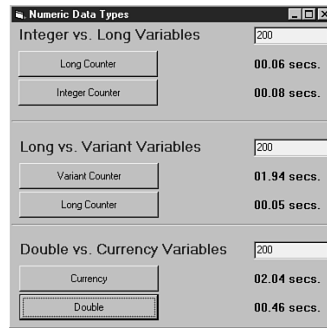 Numeric Data Types
Integer vs. Long Variables 200
Long Counter 00.06 secs.
Integer Counter 00.08 secs.
Long vs. Variant Variables 200
Variant Counter 01.94 secs.
Long Counter 00.05 secs.
Double vs. Currency Variables 200
Currency 02.04 secs.
Double 00.46 secs.